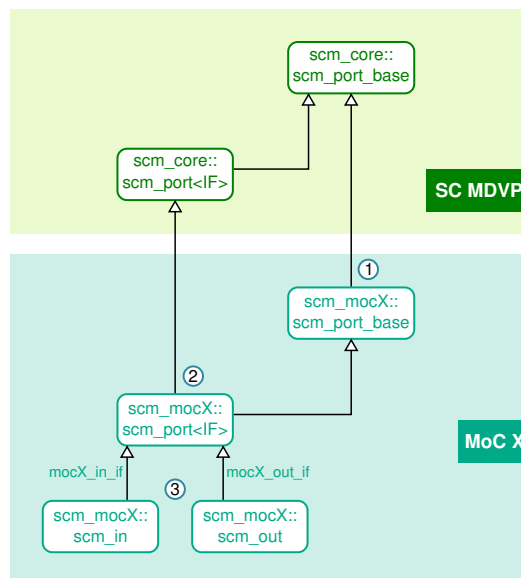 scm_core::
scm_port_base
scm_core::
scm_port<IF>
SC MDVP
1
scm_mocX::
scm_port_base
2
scm_mocX::
scm_port<IF>
MoC X
mocX_in_if
mocX_out_if
3
scm_mocX::
scm_in
scm_mocX::
scm_out